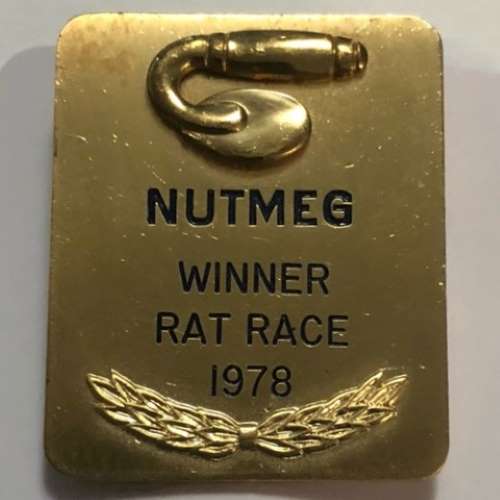 NUTMEG
WINNER
RAT RACE
1978